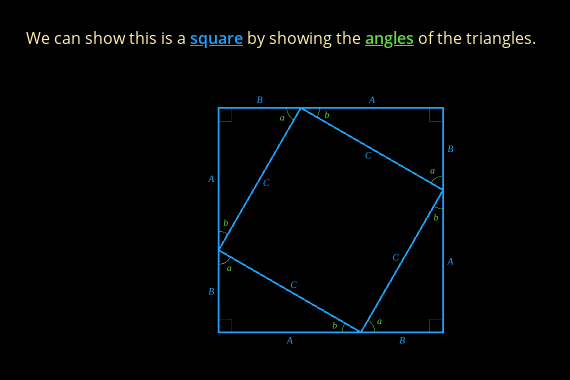 We can show this is a square by showing the angles of the triangles.
B A
a b
C B
a
A C
b b
a C A
B C
b a
A B